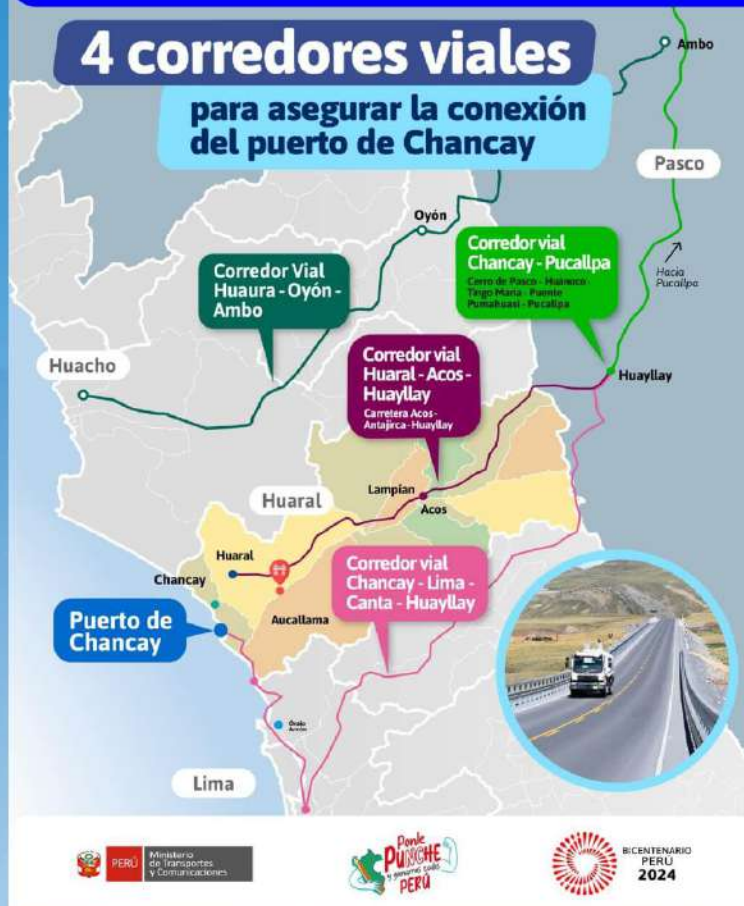 4 corredores viales
para asegurar la conexión
del puerto de Chancay
Ambo
Pasco
Oyón
Corredor Vial
Huaura - Oyón -
Ambo
Corredor vial
Chancay - Pucallpa
Cerro de Pasco - Huánuco -
Tingo María - Puente
Pumahuasi - Pucallpa
Hacia
Pucallpa
Huacho
Corredor vial
Huaral - Acos -
Huayllay
Carretera Acos -
Antajirca - Huayllay
Huayllay
Lampian
Acos
Huaral
Huaral
Chancay
Corredor vial
Chancay - Lima -
Canta - Huayllay
Puerto de
Chancay
Aucallama
Lima
PERÚ
Ministerio
de Transportes
y Comunicaciones
Ponle
PUNCHE
y ganamos todos
PERÚ
BICENTENARIO
PERÚ
2024